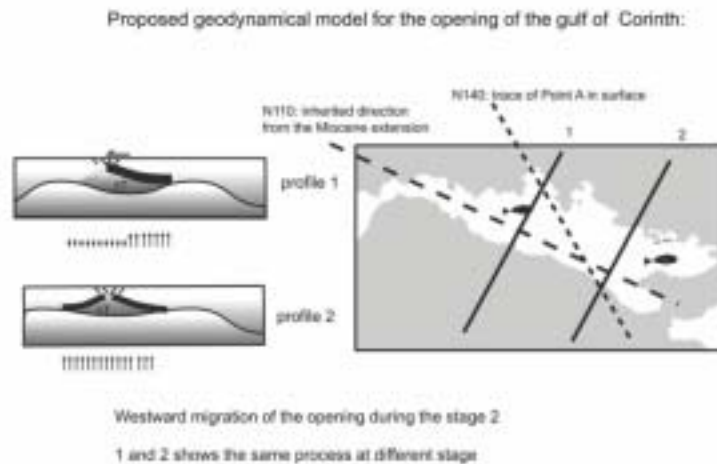 Proposed geodynamical model for the opening of the gulf of Corinth:
N140: trace of Point A in surface
N110: inherited direction
from the Miocene extension
1
2
profile 1
profile 2
Westward migration of the opening during the stage 2
1 and 2 shows the same process at different stage